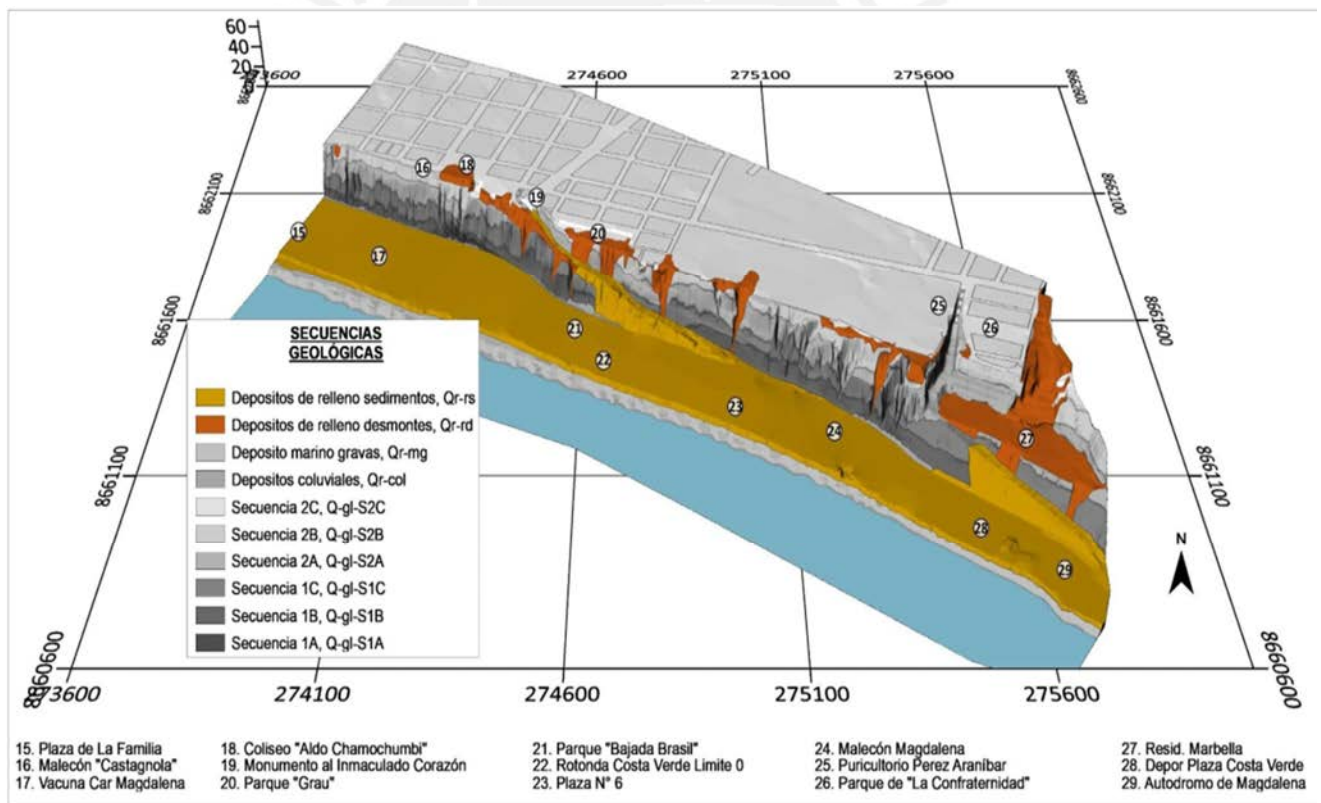 60
40
20
273600
274600
275100
275600
8662600
8662100
8662100
8661600
8661600
8661100
8661100
8660600
8660600
273600
274100
274600
275100
275600
16
18
19
20
15
17
21
22
23
24
25
26
27
28
29
N
SECUENCIAS
GEOLÓGICAS
Depositos de relleno sedimentos, Qr-rs
Depositos de relleno desmontes, Qr-rd
Deposito marino gravas, Qr-mg
Depositos coluviales, Qr-col
Secuencia 2C, Q-gl-S2C
Secuencia 2B, Q-gl-S2B
Secuencia 2A, Q-gl-S2A
Secuencia 1C, Q-gl-S1C
Secuencia 1B, Q-gl-S1B
Secuencia 1A, Q-gl-S1A
15. Plaza de La Familia
16. Malecón "Castagnola"
17. Vacuna Car Magdalena
18. Coliseo "Aldo Chamochumbi"
19. Monumento al Inmaculado Corazón
20. Parque "Grau"
21. Parque "Bajada Brasil"
22. Rotonda Costa Verde Limite 0
23. Plaza N° 6
24. Malecón Magdalena
25. Puricultorio Perez Araníbar
26. Parque de "La Confraternidad"
27. Resid. Marbella
28. Depor Plaza Costa Verde
29. Autodromo de Magdalena